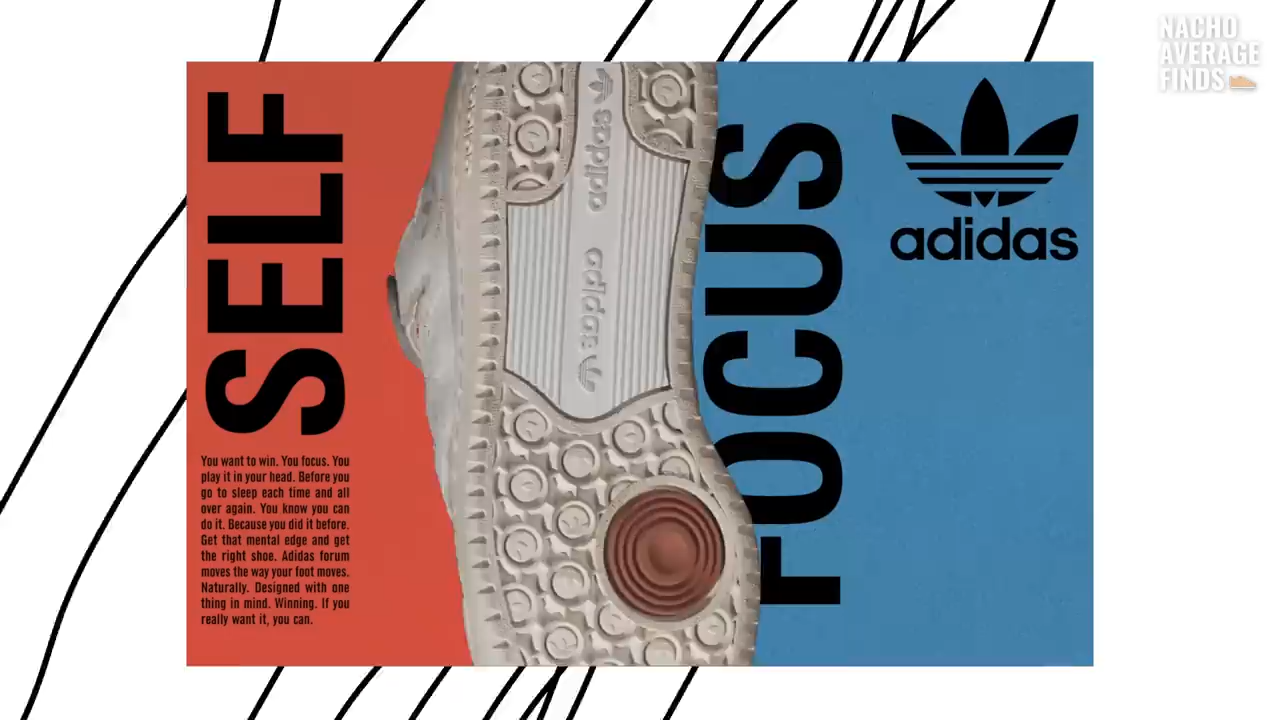 NACHO
AVERAGE
FINDS
SELF
You want to win. You focus. You
play it in your head. Before you
go to sleep each time and all
over again. You know you can
do it. Because you did it before.
Get that mental edge and get
the right shoe. Adidas forum
moves the way your foot moves.
Naturally. Designed with one
thing in mind. Winning. If you
really want it, you can.
adidas
adidas
FOCUS
adidas